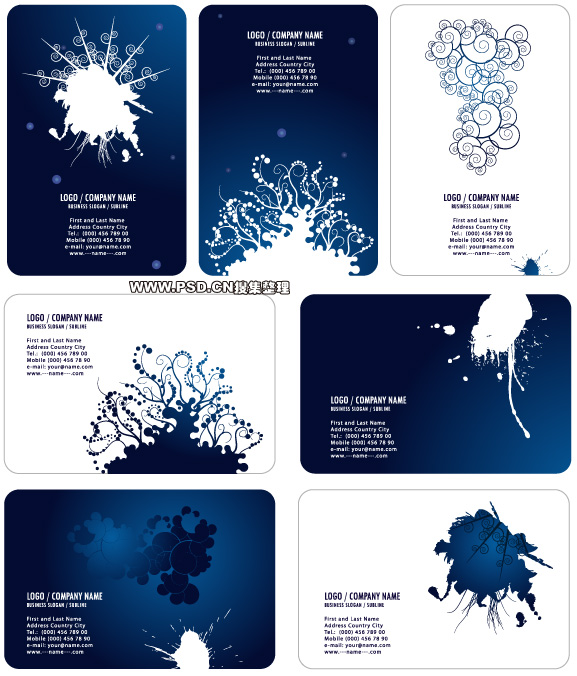 LOGO / COMPANY NAME
BUSINESS SLOGAN / SUBLINE
First and Last Name
Address Country City
Tel.: (000) 456 789 00
Mobile (000) 456 78 90
e-mail: your@name.com
www.---name---.com
LOGO / COMPANY NAME
BUSINESS SLOGAN / SUBLINE
First and Last Name
Address Country City
Tel.: (000) 456 789 00
Mobile (000) 456 78 90
e-mail: your@name.com
www.---name---.com
LOGO / COMPANY NAME
BUSINESS SLOGAN / SUBLINE
First and Last Name
Address Country City
Tel.: (000) 456 789 00
Mobile (000) 456 78 90
e-mail: your@name.com
www.---name---.com
WWW.PSD.CN搜集整理
LOGO / COMPANY NAME
BUSINESS SLOGAN / SUBLINE
First and Last Name
Address Country City
Tel.: (000) 456 789 00
Mobile (000) 456 78 90
e-mail: your@name.com
www.---name---.com
LOGO / COMPANY NAME
BUSINESS SLOGAN / SUBLINE
First and Last Name
Address Country City
Tel.: (000) 456 789 00
Mobile (000) 456 78 90
e-mail: your@name.com
www.---name---.com
LOGO / COMPANY NAME
BUSINESS SLOGAN / SUBLINE
First and Last Name
Address Country City
Tel.: (000) 456 789 00
Mobile (000) 456 78 90
e-mail: your@name.com
www.---name---.com
LOGO / COMPANY NAME
BUSINESS SLOGAN / SUBLINE
First and Last Name
Address Country City
Tel.: (000) 456 789 00
Mobile (000) 456 78 90
e-mail: your@name.com
www.---name---.com